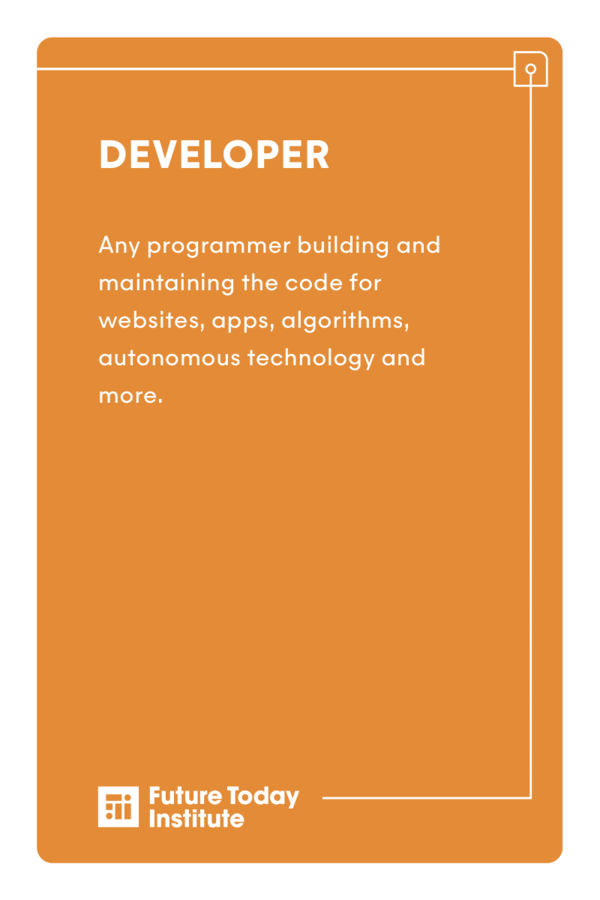 DEVELOPER
Any programmer building and
maintaining the code for
websites, apps, algorithms,
autonomous technology and
more.
Future Today
Institute